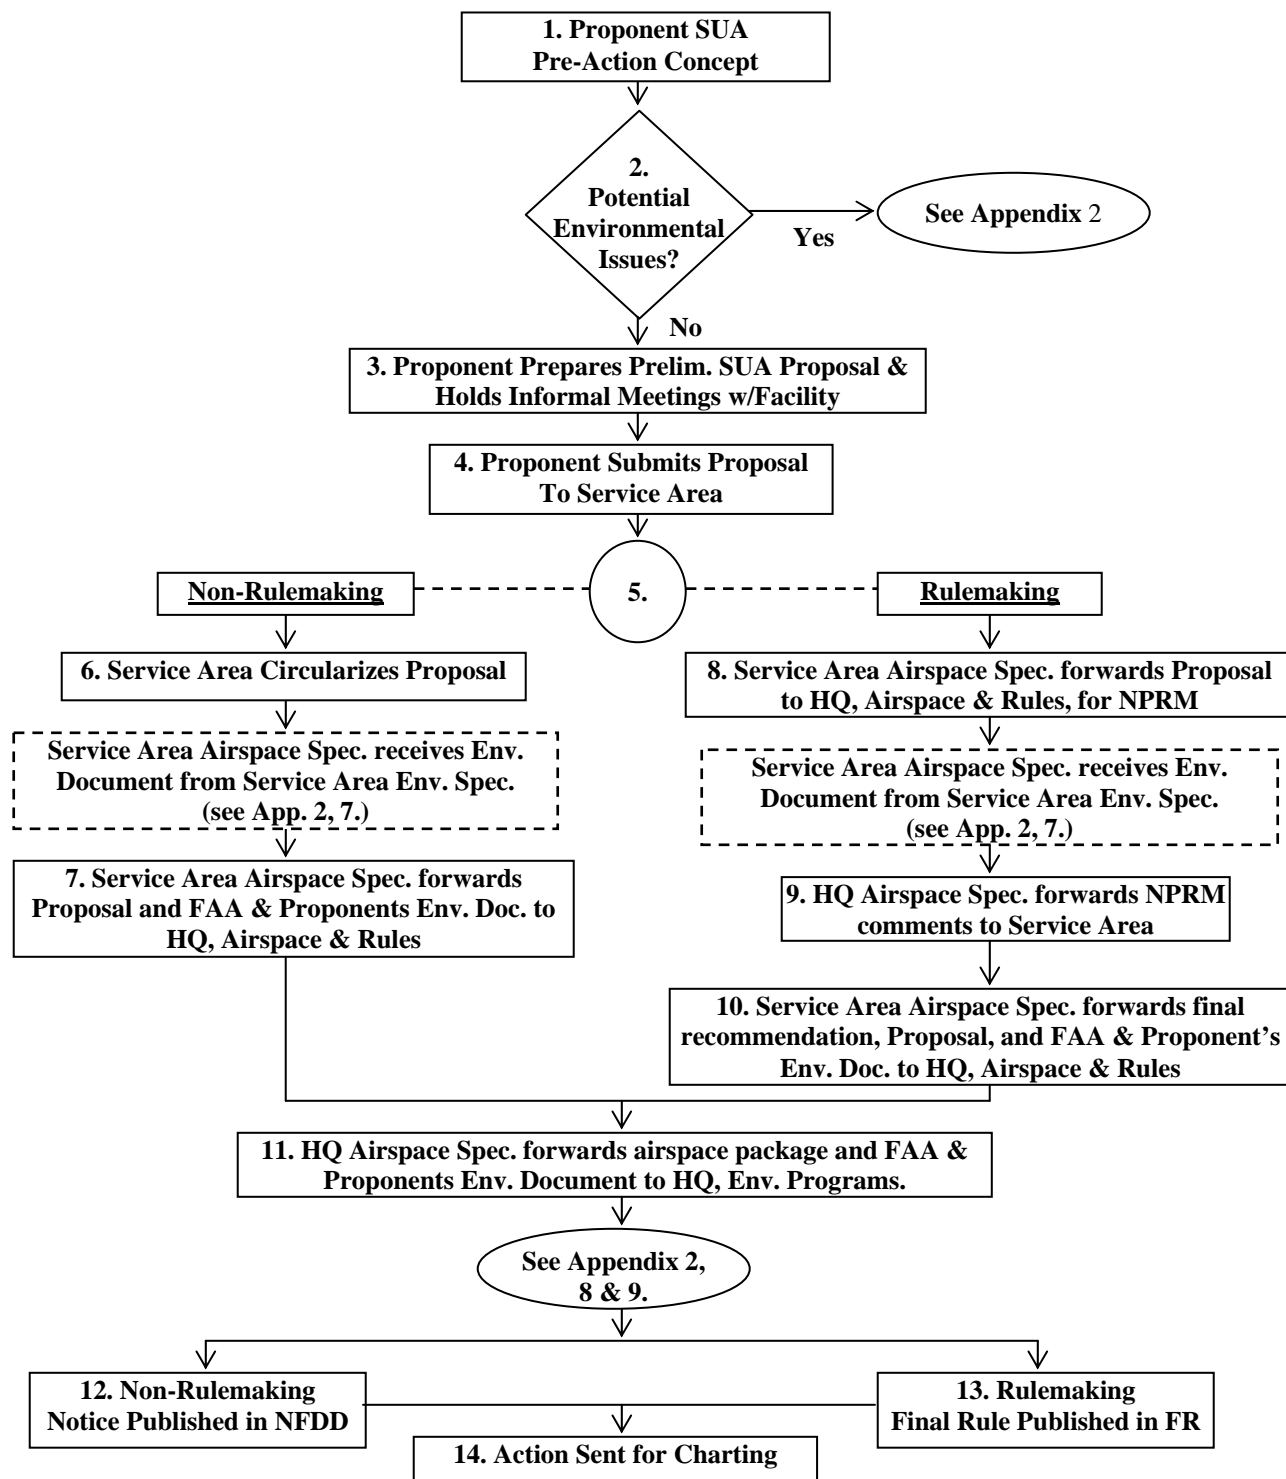 1. Proponent SUA
Pre-Action Concept
2.
Potential
Environmental
Issues?
Yes
See Appendix 2
No
3. Proponent Prepares Prelim. SUA Proposal &
Holds Informal Meetings w/Facility
4. Proponent Submits Proposal
To Service Area
5.
Non-Rulemaking
Rulemaking
6. Service Area Circularizes Proposal
Service Area Airspace Spec. receives Env.
Document from Service Area Env. Spec.
(see App. 2, 7.)
7. Service Area Airspace Spec. forwards
Proposal and FAA & Proponents Env. Doc. to
HQ, Airspace & Rules
8. Service Area Airspace Spec. forwards Proposal
to HQ, Airspace & Rules, for NPRM
Service Area Airspace Spec. receives Env.
Document from Service Area Env. Spec.
(see App. 2, 7.)
9. HQ Airspace Spec. forwards NPRM
comments to Service Area
10. Service Area Airspace Spec. forwards final
recommendation, Proposal, and FAA & Proponent’s
Env. Doc. to HQ, Airspace & Rules
11. HQ Airspace Spec. forwards airspace package and FAA &
Proponents Env. Document to HQ, Env. Programs.
See Appendix 2,
8 & 9.
12. Non-Rulemaking
Notice Published in NFDD
13. Rulemaking
Final Rule Published in FR
14. Action Sent for Charting